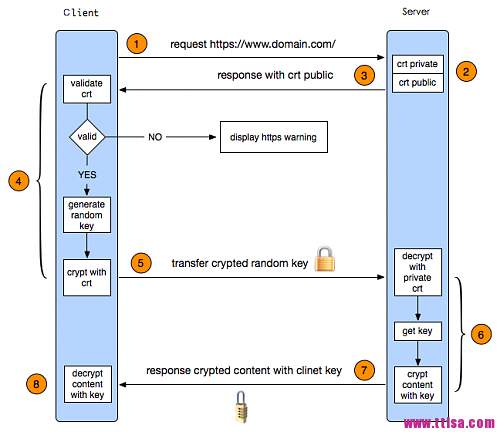 Client
Server
1
request https://www.domain.com/
crt private
2
3
response with crt public
crt public
validate
crt
valid
NO
display https warning
4
YES
generate
random
key
crypt with
crt
5
transfer crypted random key
decrypt
with
private
crt
6
get key
7
response crypted content with clinet key
crypt
content
with key
8
decrypt
content
with key
www.ttlsa.com